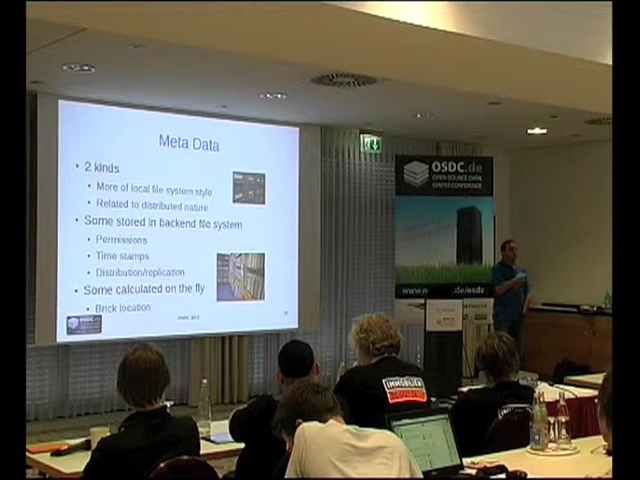 Meta Data
• 2 kinds
• More of local file system style
• Related to distributed nature
• Some stored in backend file system
• Permissions
• Time stamps
• Distribution/replication
• Some calculated on the fly
• Brick location
OSDC.de
OPEN SOURCE DATA
CENTER CONFERENCE
.de/osdc
IMMOBILIEN